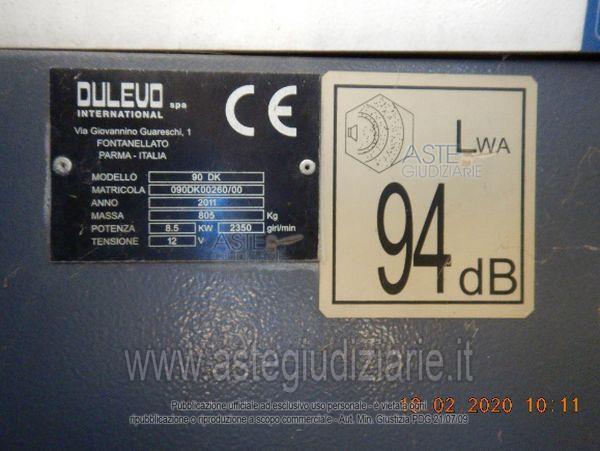 DULEVO spa
INTERNATIONAL
CE
Via Giovannino Guareschi, 1
FONTANELLATO
PARMA - ITALIA
MODELLO 90 DK
MATRICOLA 090DK00260/00
ANNO 2011
MASSA 805 Kg
POTENZA 8.5 KW 2350 giri/min
TENSIONE 12 V
LWA
94 dB
ASTE
GIUDIZIARIE
ASTE
www.astegiudiziarie.it
Pubblicazione ufficiale ad esclusivo uso personale - è vietata ogni
ripubblicazione o riproduzione a scopo commerciale - Aut. Min. Giustizia PDG 21/07/09
18 02 2020 10:11